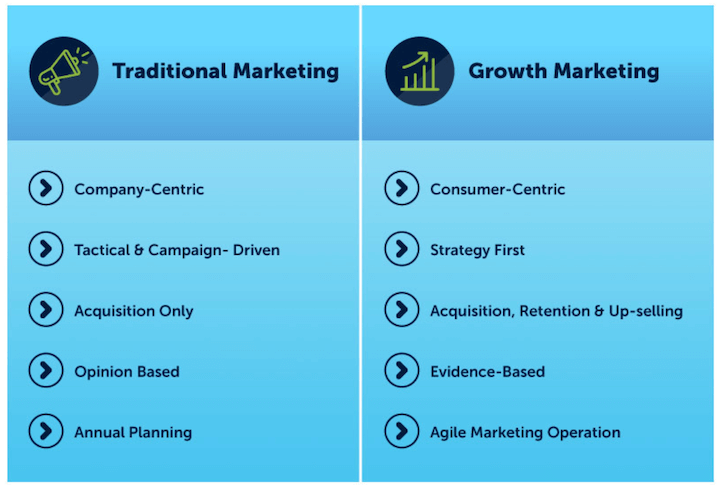 Traditional Marketing
Company-Centric
Tactical & Campaign- Driven
Acquisition Only
Opinion Based
Annual Planning
Growth Marketing
Consumer-Centric
Strategy First
Acquisition, Retention & Up-selling
Evidence-Based
Agile Marketing Operation